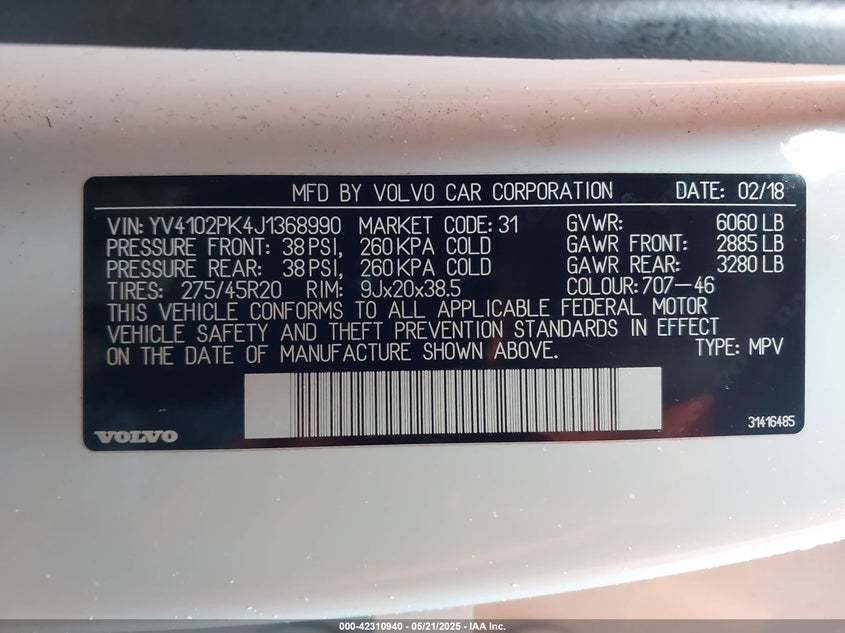 MFD BY VOLVO CAR CORPORATION DATE: 02/18
VIN: YV4102PK4J1368990 MARKET CODE: 31 GVWR: 6060 LB
PRESSURE FRONT: 38 PSI, 260 KPA COLD GAWR FRONT: 2885 LB
PRESSURE REAR: 38 PSI, 260 KPA COLD GAWR REAR: 3280 LB
TIRES: 275/45R20 RIM: 9Jx20x38.5 COLOUR: 707-46
THIS VEHICLE CONFORMS TO ALL APPLICABLE FEDERAL MOTOR
VEHICLE SAFETY AND THEFT PREVENTION STANDARDS IN EFFECT
ON THE DATE OF MANUFACTURE SHOWN ABOVE. TYPE: MPV
VOLVO 31416485
000-42310940 - 05/21/2025 - IAA Inc.